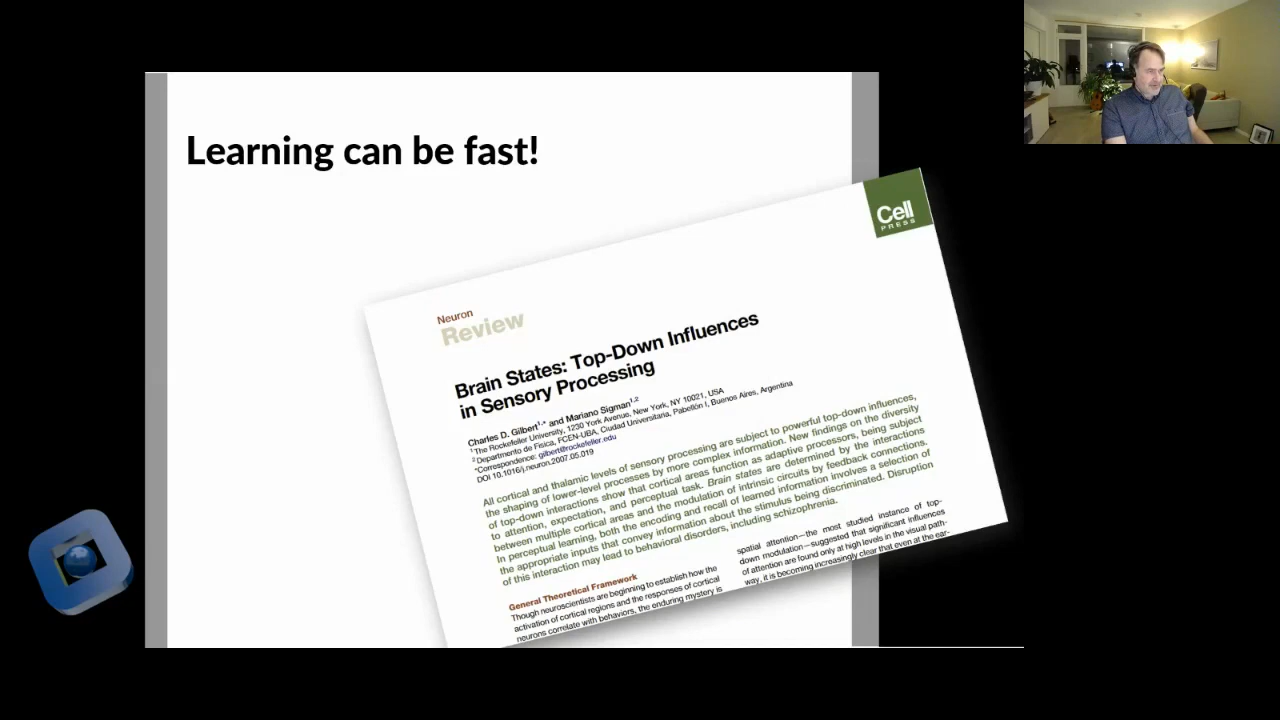 Learning can be fast!
Cell
PRESS
Neuron
Review
Brain States: Top-Down Influences
in Sensory Processing
Charles D. Gilbert1,* and Mariano Sigman1,2
1The Rockefeller University, 1230 York Avenue, New York, NY 10021, USA
2Departmento de Física, FCEN-UBA, Ciudad Universitaria, Pabellón I, Buenos Aires, Argentina
*Correspondence: gilbert@rockefeller.edu
DOI 10.1016/j.neuron.2007.05.019
All cortical and thalamic levels of sensory processing are subject to powerful top-down influences,
the shaping of lower-level processes by more complex information. New findings on the diversity
of top-down interactions show that cortical areas function as adaptive processors, being subject
to attention, expectation, and perceptual task. Brain states are determined by the interactions
between multiple cortical areas and the modulation of intrinsic circuits by feedback connections.
In perceptual learning, both the encoding and recall of learned information involves a selection of
the appropriate inputs that convey information about the stimulus being discriminated. Disruption
of this interaction may lead to behavioral disorders, including schizophrenia.
General Theoretical Framework
Though neuroscientists are beginning to establish how the
activation of cortical regions and the responses of cortical
neurons correlate with behaviors, the enduring mystery is
spatial attention—the most studied instance of top-
down modulation—suggested that significant influences
of attention are found only at high levels in the visual path-
way, it is becoming increasingly clear that even at the ear-